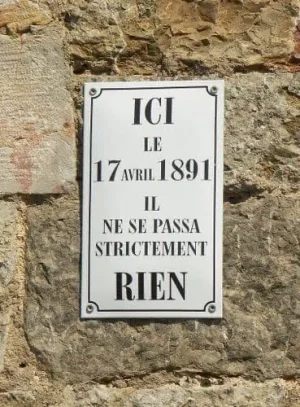 ICI
LE
17 AVRIL 1891
IL
NE SE PASSA
STRICTEMENT
RIEN